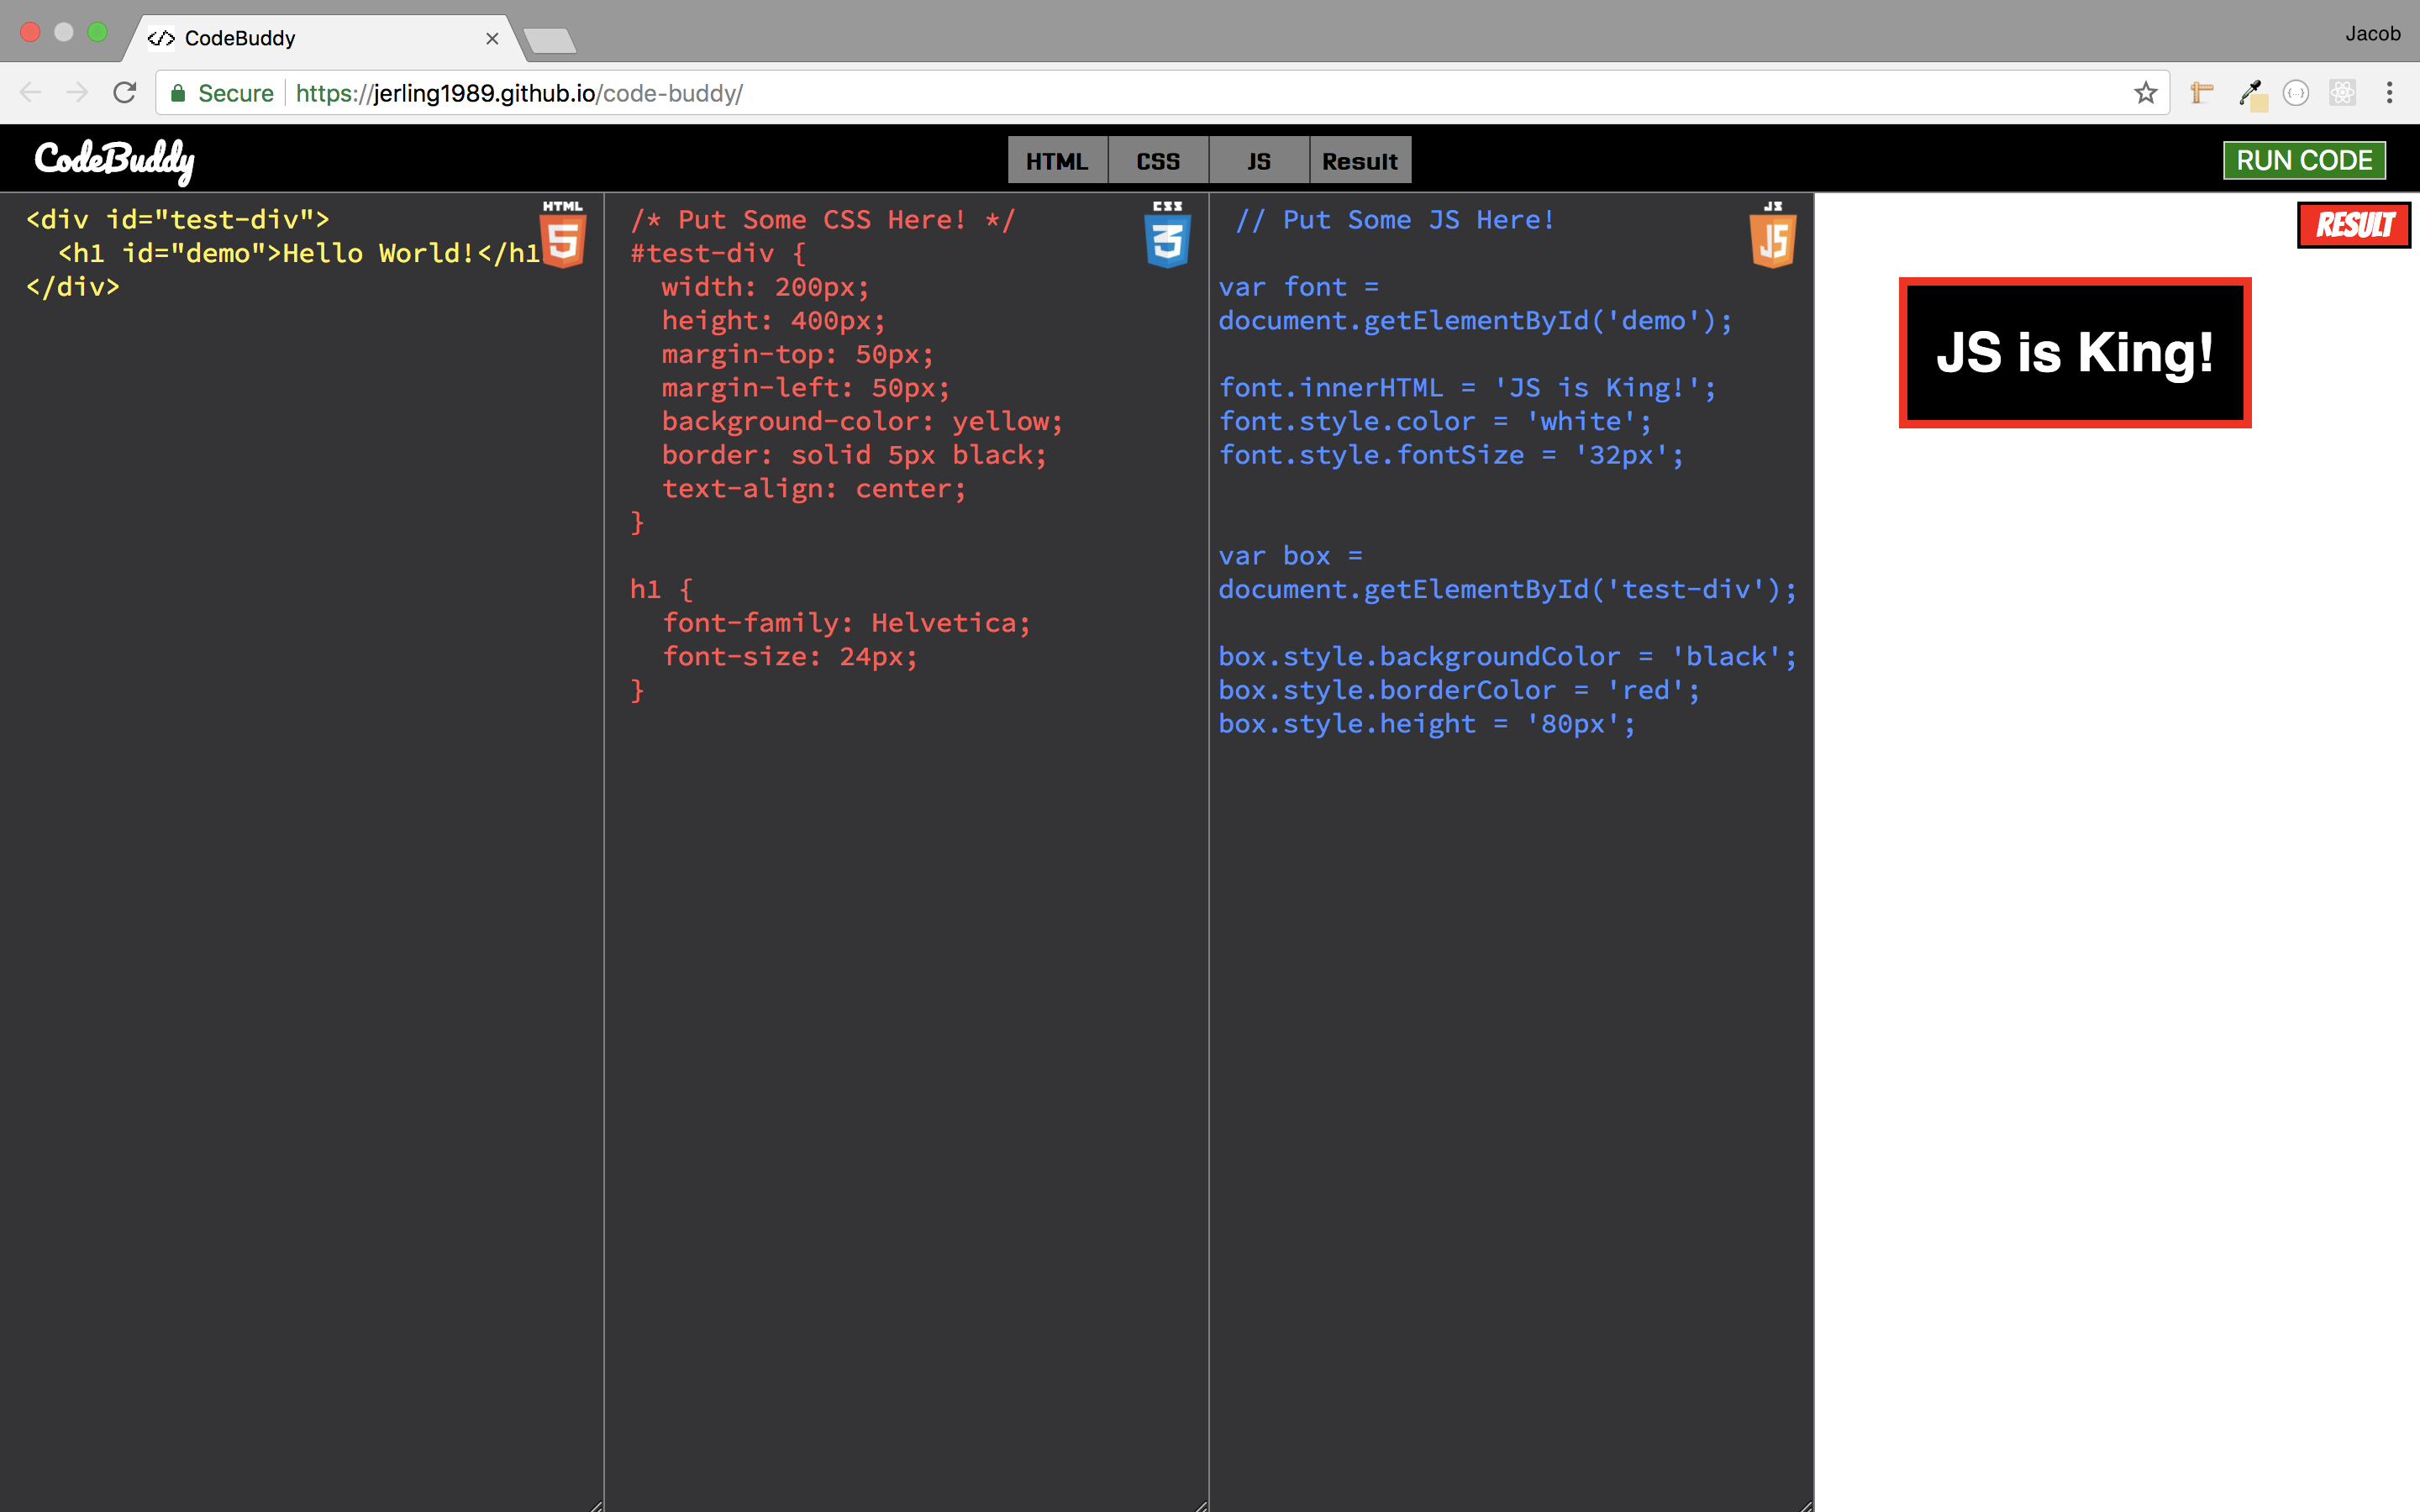 CodeBuddy
Jacob
Secure https://jerling1989.github.io/code-buddy/
CodeBuddy
HTML CSS JS Result
RUN CODE
HTML
5
<div id="test-div">
  <h1 id="demo">Hello World!</h1
</div>
CSS
3
/* Put Some CSS Here! */
#test-div {
  width: 200px;
  height: 400px;
  margin-top: 50px;
  margin-left: 50px;
  background-color: yellow;
  border: solid 5px black;
  text-align: center;
}
h1 {
  font-family: Helvetica;
  font-size: 24px;
}
JS
JS
// Put Some JS Here!
var font =
document.getElementById('demo');
font.innerHTML = 'JS is King!';
font.style.color = 'white';
font.style.fontSize = '32px';
var box =
document.getElementById('test-div');
box.style.backgroundColor = 'black';
box.style.borderColor = 'red';
box.style.height = '80px';
RESULT
JS is King!